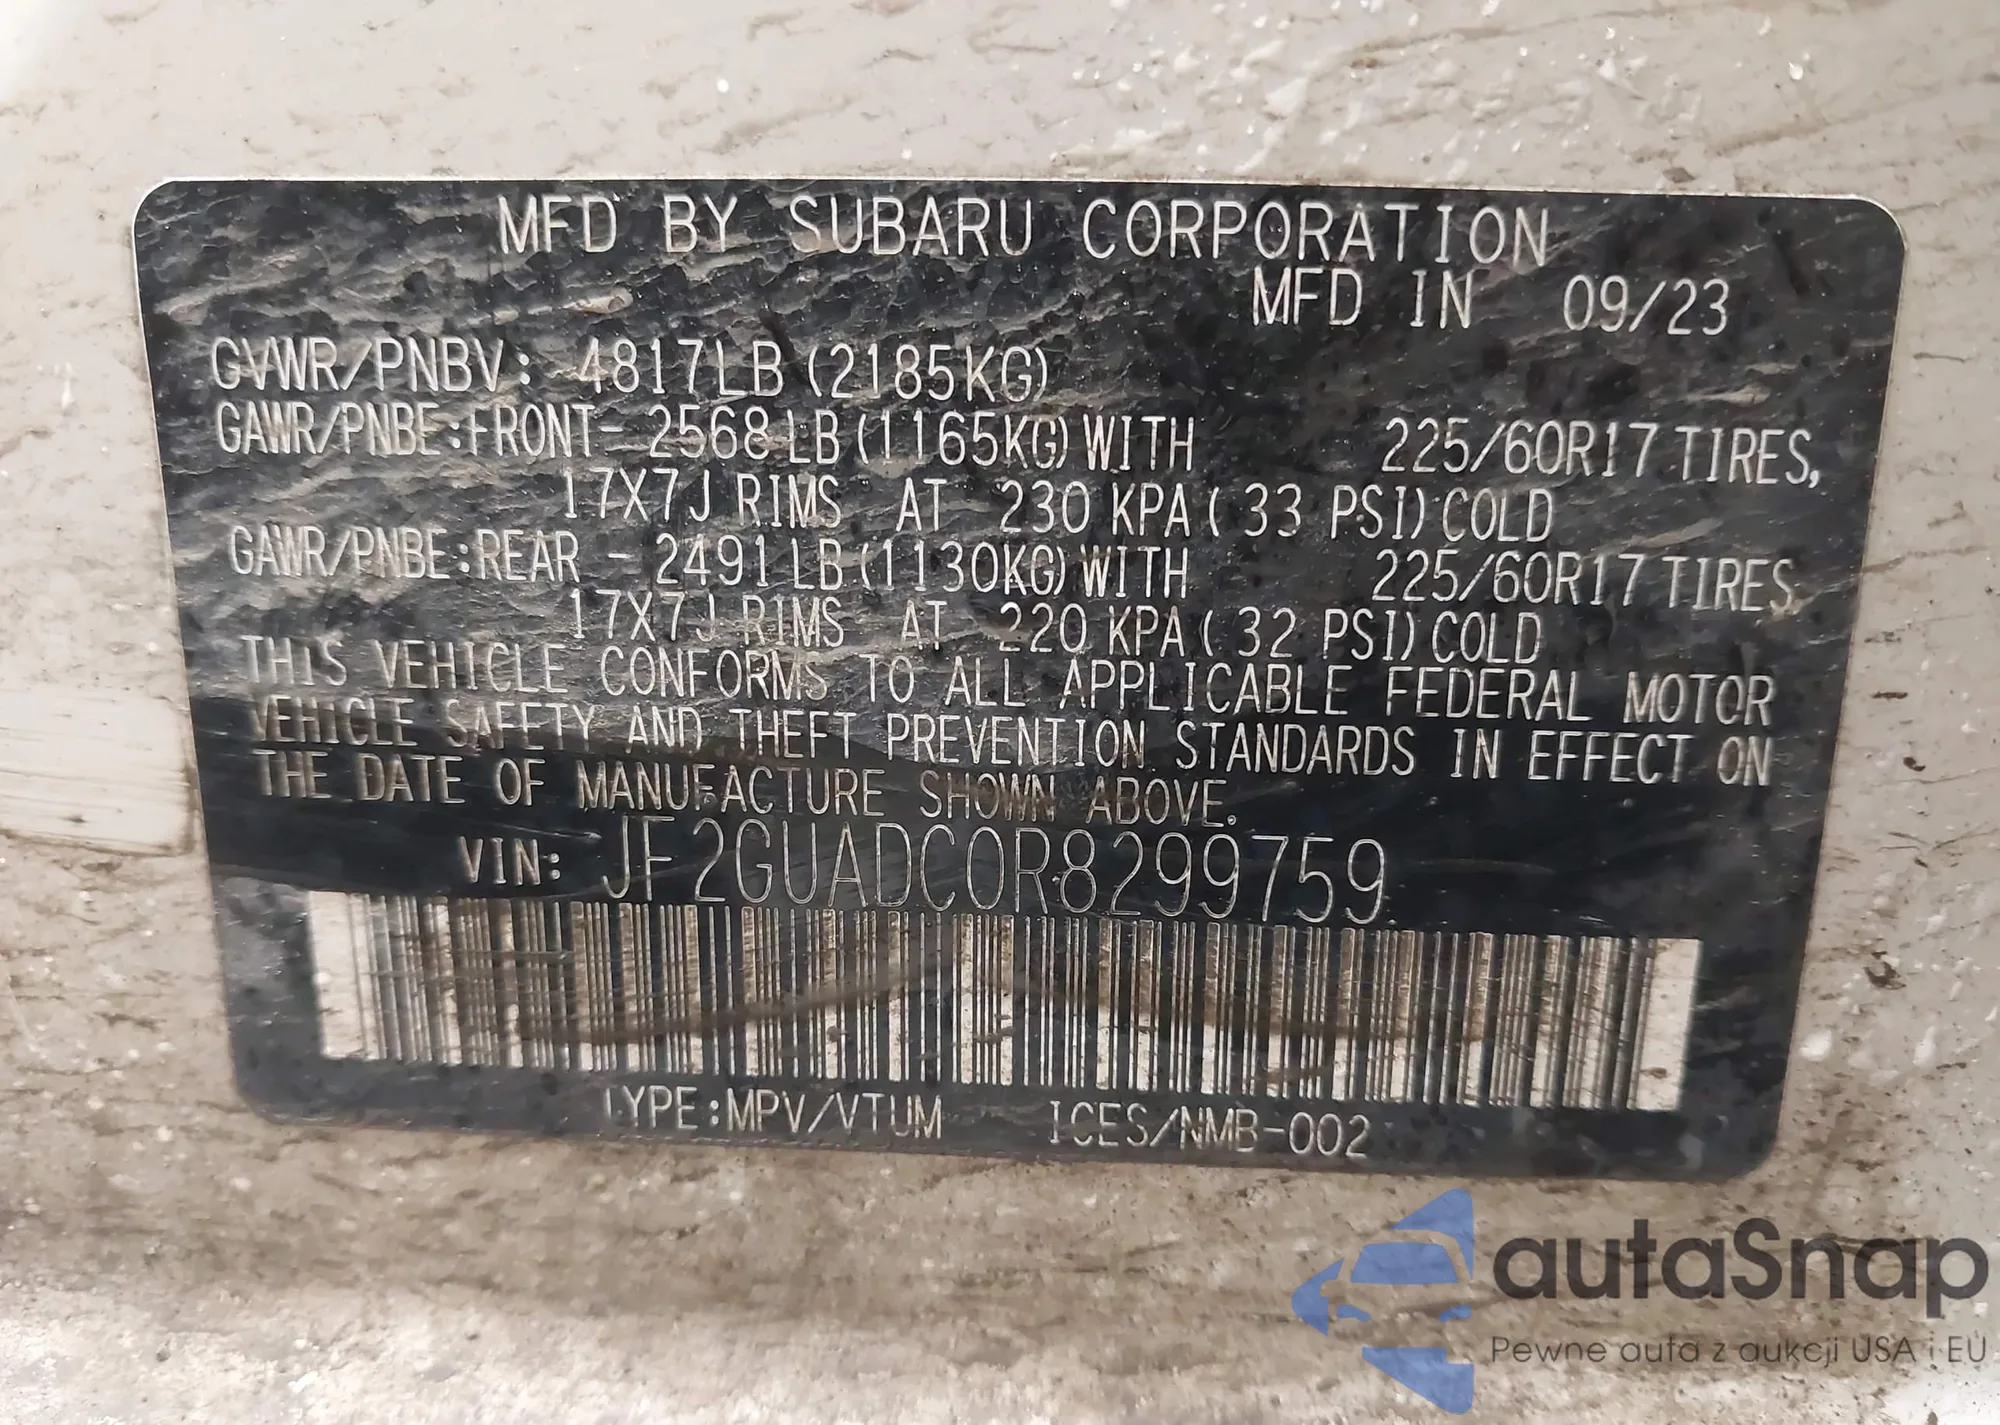 MFD BY SUBARU CORPORATION
MFD IN 09/23
GVWR/PNBV: 4817LB(2185KG)
GAWR/PNBE:FRONT- 2568LB(1165KG)WITH 225/60R17 TIRES,
17X7J RIMS AT 230 KPA( 33 PSI)COLD
GAWR/PNBE:REAR - 2491LB(1130KG)WITH 225/60R17 TIRES,
17X7J RIMS AT 220 KPA( 32 PSI)COLD
THIS VEHICLE CONFORMS TO ALL APPLICABLE FEDERAL MOTOR
VEHICLE SAFETY AND THEFT PREVENTION STANDARDS IN EFFECT ON
THE DATE OF MANUFACTURE SHOWN ABOVE.
VIN: JF2GUADC0R8299759
TYPE:MPV/VTUM ICES/NMB-002
autaSnap
Pewne auta z aukcji USA i EU